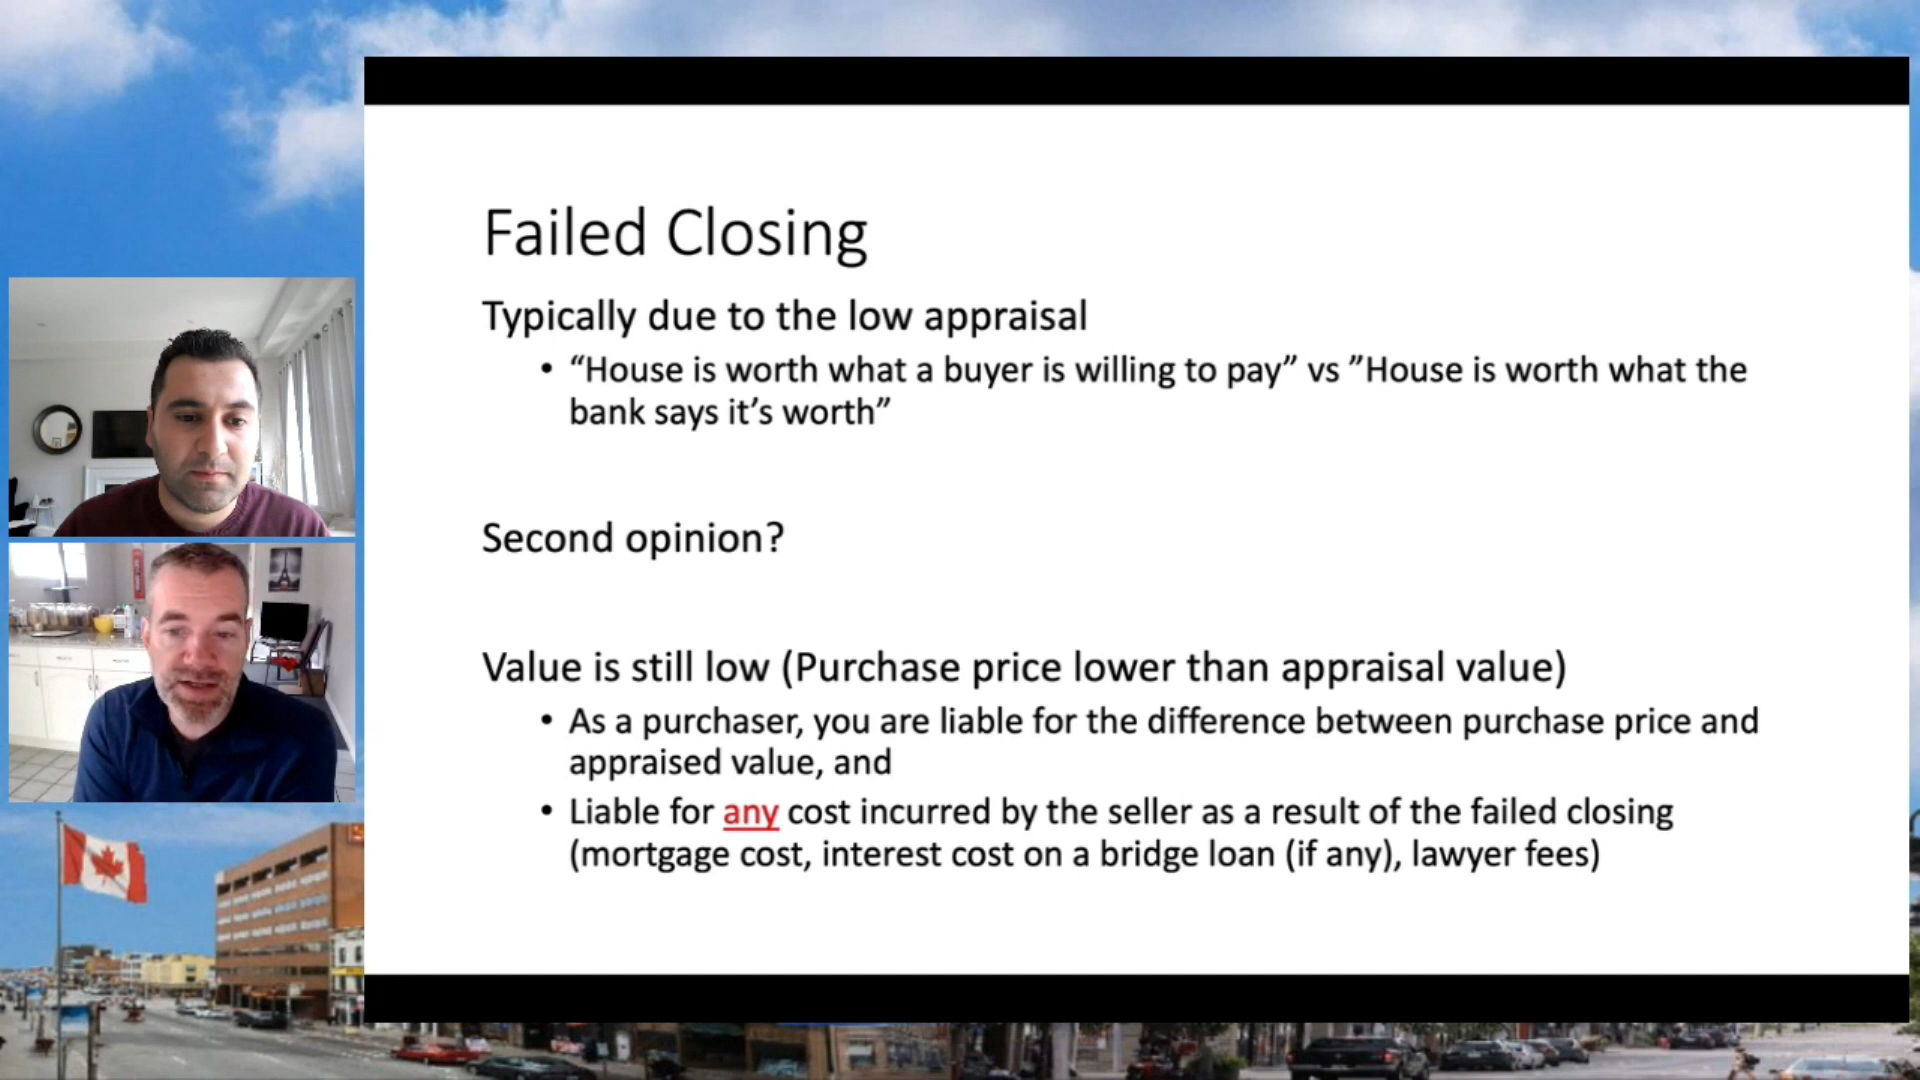 Failed Closing
Typically due to the low appraisal
• “House is worth what a buyer is willing to pay” vs ”House is worth what the
bank says it’s worth”
Second opinion?
Value is still low (Purchase price lower than appraisal value)
• As a purchaser, you are liable for the difference between purchase price and
appraised value, and
• Liable for any cost incurred by the seller as a result of the failed closing
(mortgage cost, interest cost on a bridge loan (if any), lawyer fees)